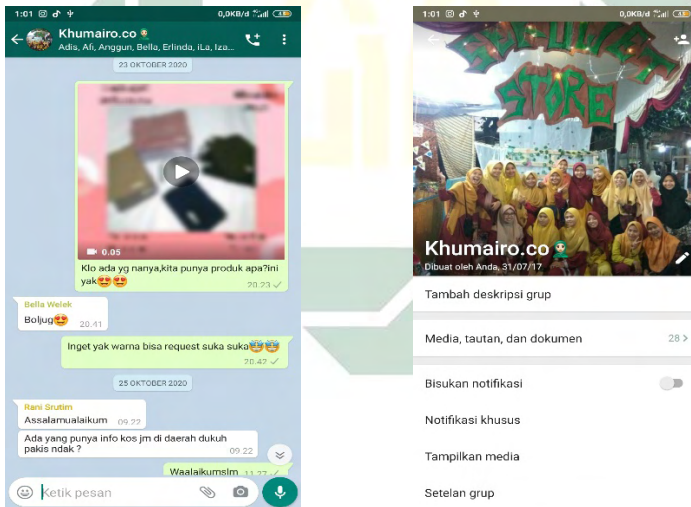 1:01
0,0KB/d
Khumairo.co
Adis, Afi, Anggun, Bella, Erlinda, iLa, Iza...
23 OKTOBER 2020
0.05
Klo ada yg nanya,kita punya produk apa?ini
yak😍😍
20.23
Bella Welek
Boljug😍 20.41
Inget yak warna bisa request suka suka🤩🤩
20.42
25 OKTOBER 2020
Rani Srutim
Assalamualaikum 09.22
Ada yang punya info kos jm di daerah dukuh
pakis ndak ?
09.22
Waalaikumslm 11.27
Ketik pesan
1:01
0,0KB/d
STORE
Khumairo.co
Dibuat oleh Anda, 31/07/17
Tambah deskripsi grup
Media, tautan, dan dokumen 28 >
Bisukan notifikasi
Notifikasi khusus
Tampilkan media
Setelan grup